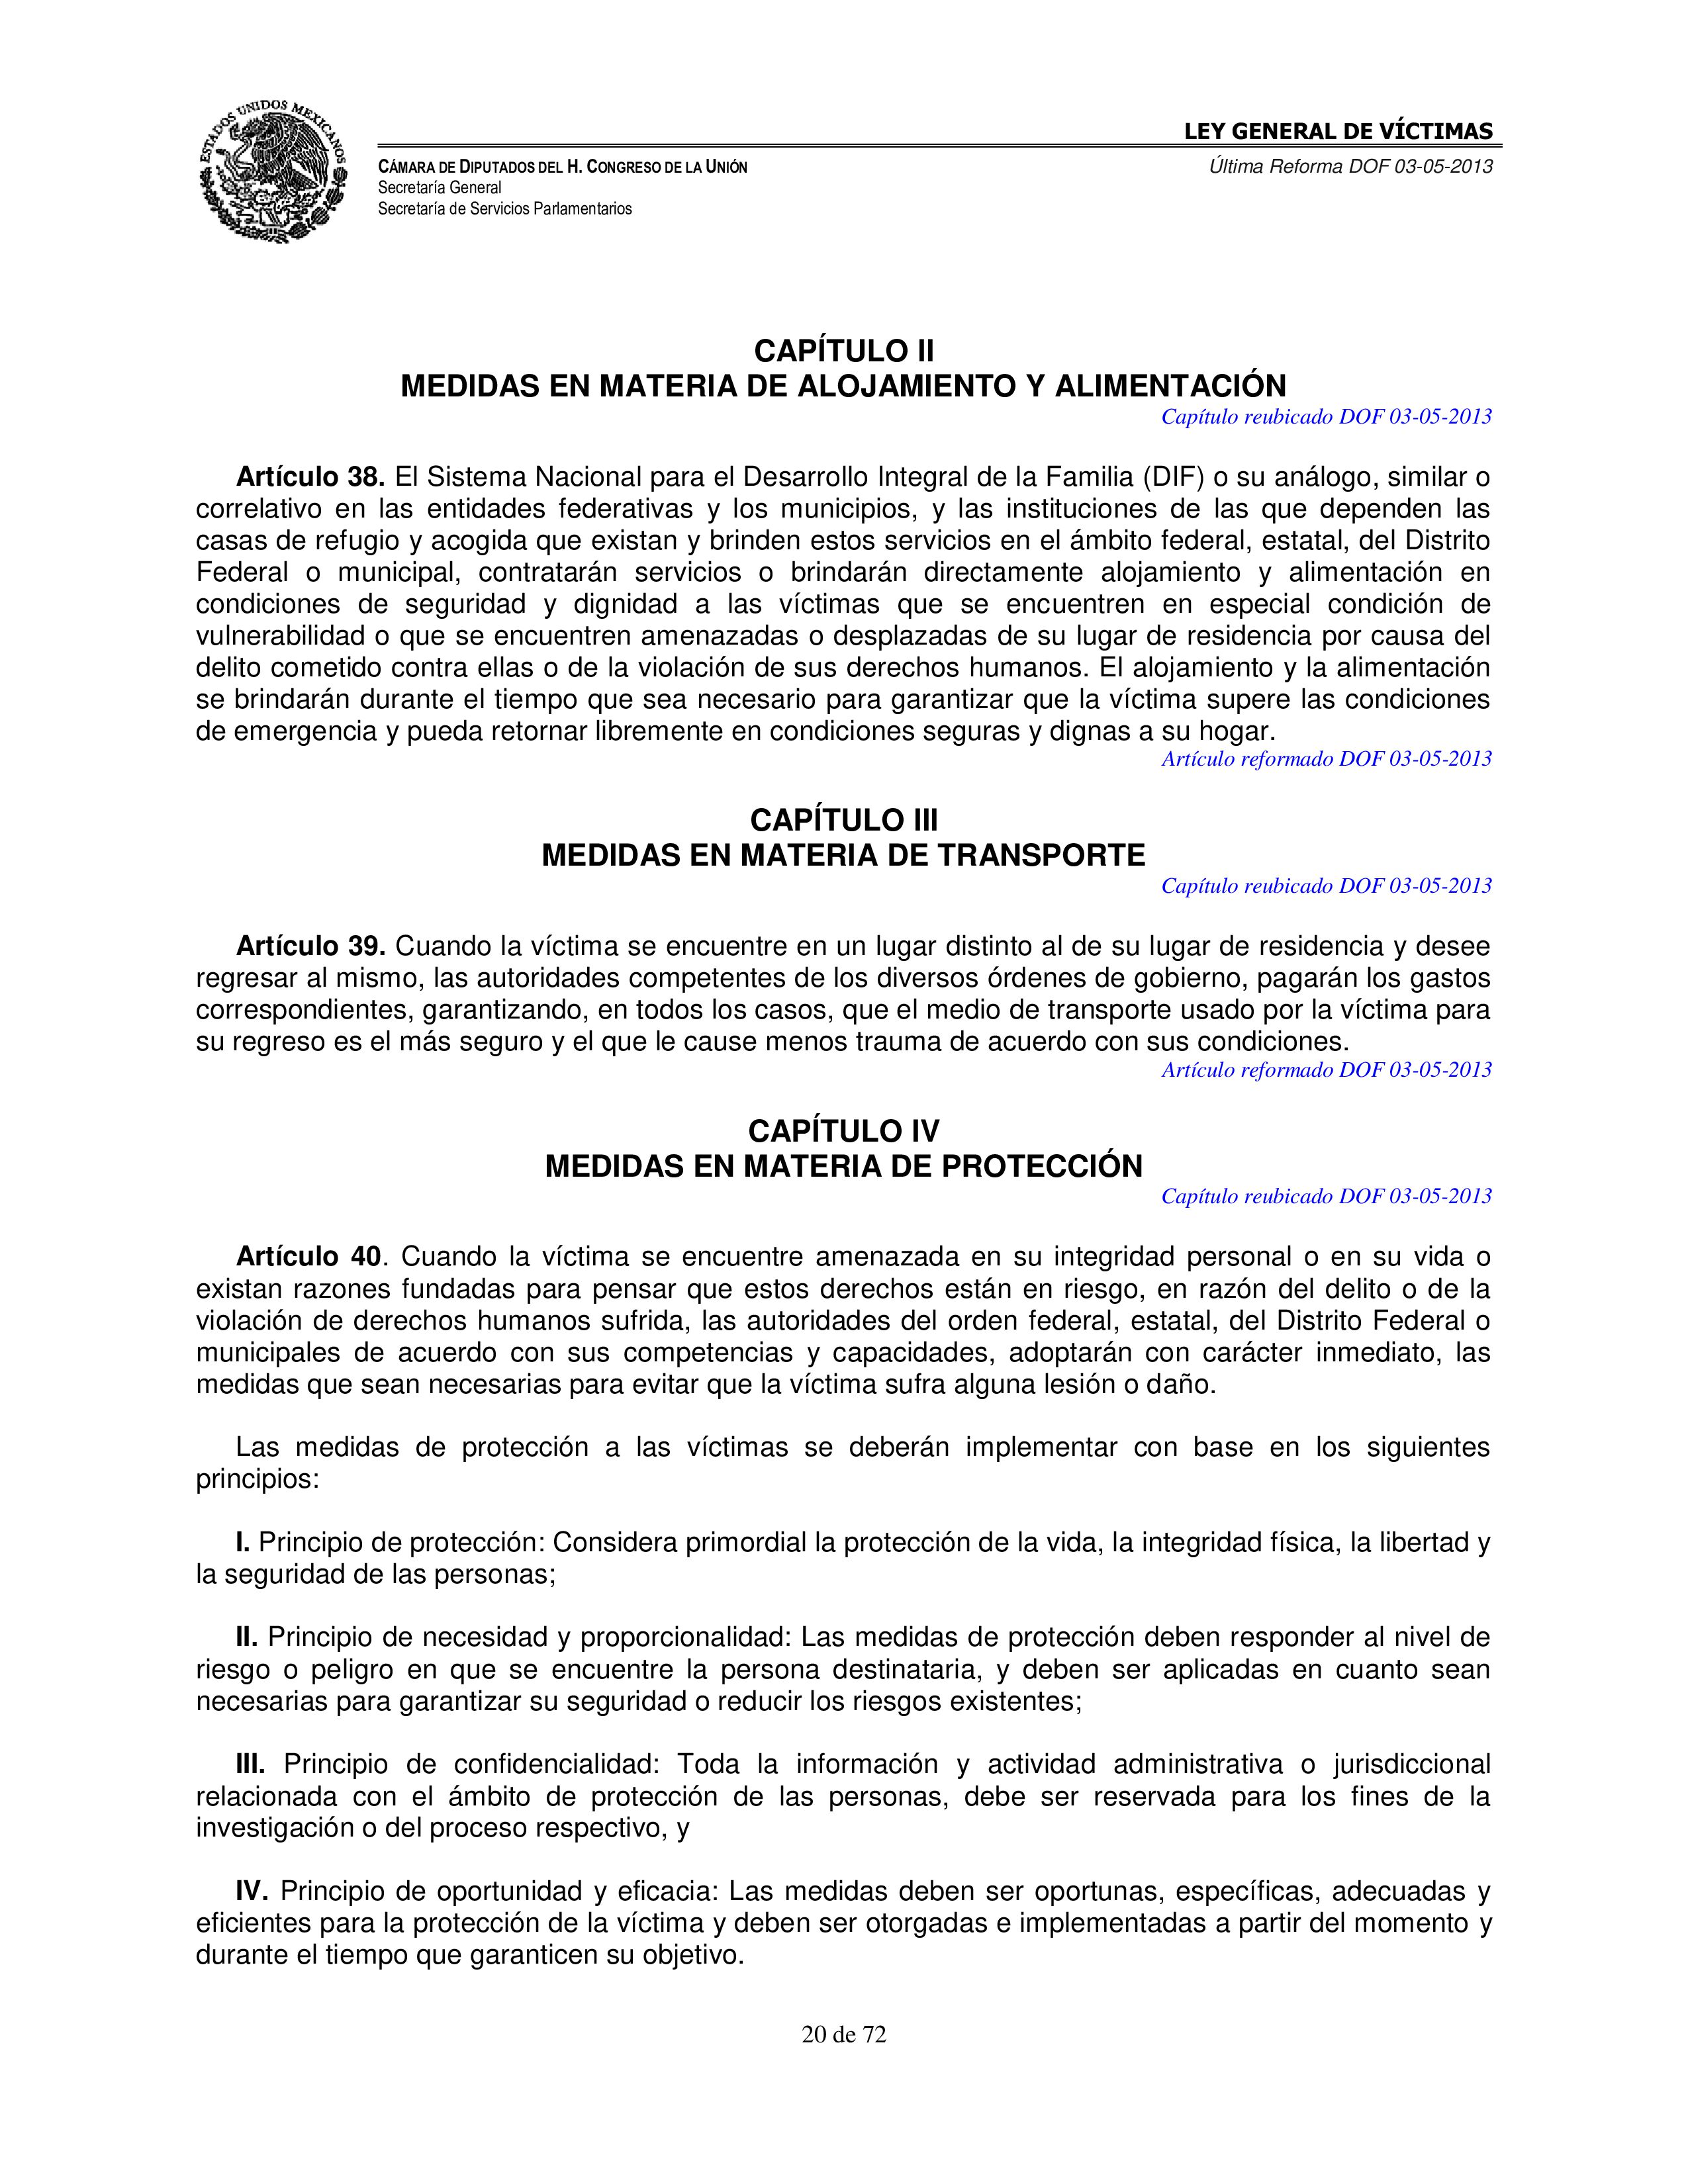 ESTADOS UNIDOS MEXICANOS
LEY GENERAL DE VÍCTIMAS
CÁMARA DE DIPUTADOS DEL H. CONGRESO DE LA UNIÓN
Última Reforma DOF 03-05-2013
Secretaría General
Secretaría de Servicios Parlamentarios
CAPÍTULO II
MEDIDAS EN MATERIA DE ALOJAMIENTO Y ALIMENTACIÓN
Capítulo reubicado DOF 03-05-2013
Artículo 38. El Sistema Nacional para el Desarrollo Integral de la Familia (DIF) o su análogo, similar o
correlativo en las entidades federativas y los municipios, y las instituciones de las que dependen las
casas de refugio y acogida que existan y brinden estos servicios en el ámbito federal, estatal, del Distrito
Federal o municipal, contratarán servicios o brindarán directamente alojamiento y alimentación en
condiciones de seguridad y dignidad a las víctimas que se encuentren en especial condición de
vulnerabilidad o que se encuentren amenazadas o desplazadas de su lugar de residencia por causa del
delito cometido contra ellas o de la violación de sus derechos humanos. El alojamiento y la alimentación
se brindarán durante el tiempo que sea necesario para garantizar que la víctima supere las condiciones
de emergencia y pueda retornar libremente en condiciones seguras y dignas a su hogar.
Artículo reformado DOF 03-05-2013
CAPÍTULO III
MEDIDAS EN MATERIA DE TRANSPORTE
Capítulo reubicado DOF 03-05-2013
Artículo 39. Cuando la víctima se encuentre en un lugar distinto al de su lugar de residencia y desee
regresar al mismo, las autoridades competentes de los diversos órdenes de gobierno, pagarán los gastos
correspondientes, garantizando, en todos los casos, que el medio de transporte usado por la víctima para
su regreso es el más seguro y el que le cause menos trauma de acuerdo con sus condiciones.
Artículo reformado DOF 03-05-2013
CAPÍTULO IV
MEDIDAS EN MATERIA DE PROTECCIÓN
Capítulo reubicado DOF 03-05-2013
Artículo 40. Cuando la víctima se encuentre amenazada en su integridad personal o en su vida o
existan razones fundadas para pensar que estos derechos están en riesgo, en razón del delito o de la
violación de derechos humanos sufrida, las autoridades del orden federal, estatal, del Distrito Federal o
municipales de acuerdo con sus competencias y capacidades, adoptarán con carácter inmediato, las
medidas que sean necesarias para evitar que la víctima sufra alguna lesión o daño.
Las medidas de protección a las víctimas se deberán implementar con base en los siguientes
principios:
I. Principio de protección: Considera primordial la protección de la vida, la integridad física, la libertad y
la seguridad de las personas;
II. Principio de necesidad y proporcionalidad: Las medidas de protección deben responder al nivel de
riesgo o peligro en que se encuentre la persona destinataria, y deben ser aplicadas en cuanto sean
necesarias para garantizar su seguridad o reducir los riesgos existentes;
III. Principio de confidencialidad: Toda la información y actividad administrativa o jurisdiccional
relacionada con el ámbito de protección de las personas, debe ser reservada para los fines de la
investigación o del proceso respectivo, y
IV. Principio de oportunidad y eficacia: Las medidas deben ser oportunas, específicas, adecuadas y
eficientes para la protección de la víctima y deben ser otorgadas e implementadas a partir del momento y
durante el tiempo que garanticen su objetivo.
20 de 72